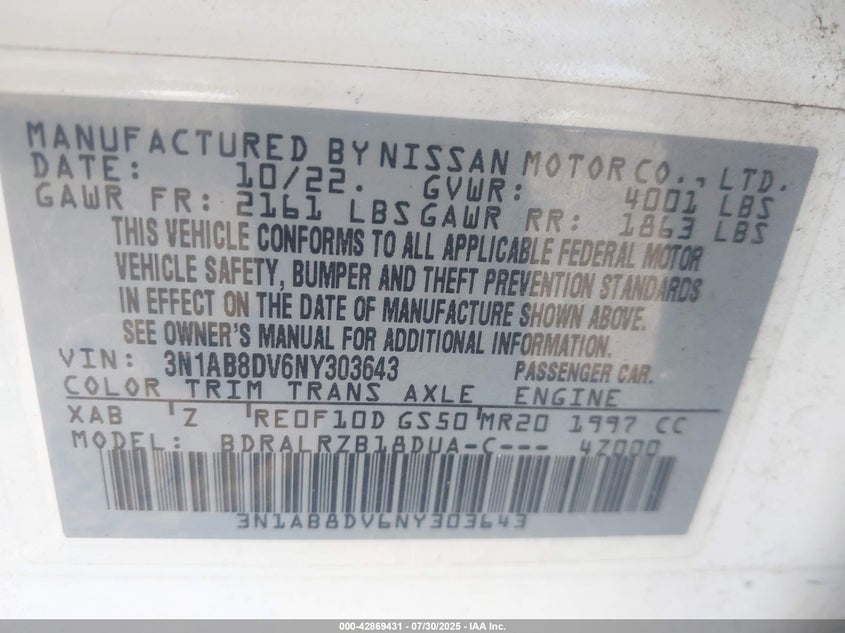 MANUFACTURED BY NISSAN MOTOR CO., LTD.
DATE: 10/22. GVWR: 4001 LBS
GAWR FR: 2161 LBS GAWR RR: 1863 LBS
THIS VEHICLE CONFORMS TO ALL APPLICABLE FEDERAL MOTOR
VEHICLE SAFETY, BUMPER AND THEFT PREVENTION STANDARDS
IN EFFECT ON THE DATE OF MANUFACTURE SHOWN ABOVE.
SEE OWNER'S MANUAL FOR ADDITIONAL INFORMATION.
VIN: 3N1AB8DV6NY303643 PASSENGER CAR.
COLOR TRIM TRANS AXLE ENGINE
XAB Z RE0F10D GS50 MR20 1997 CC
MODEL: BDRALRZB18DUA-C--- 4Z000
3N1AB8DV6NY303643
000-42869431 - 07/30/2025 - IAA Inc.